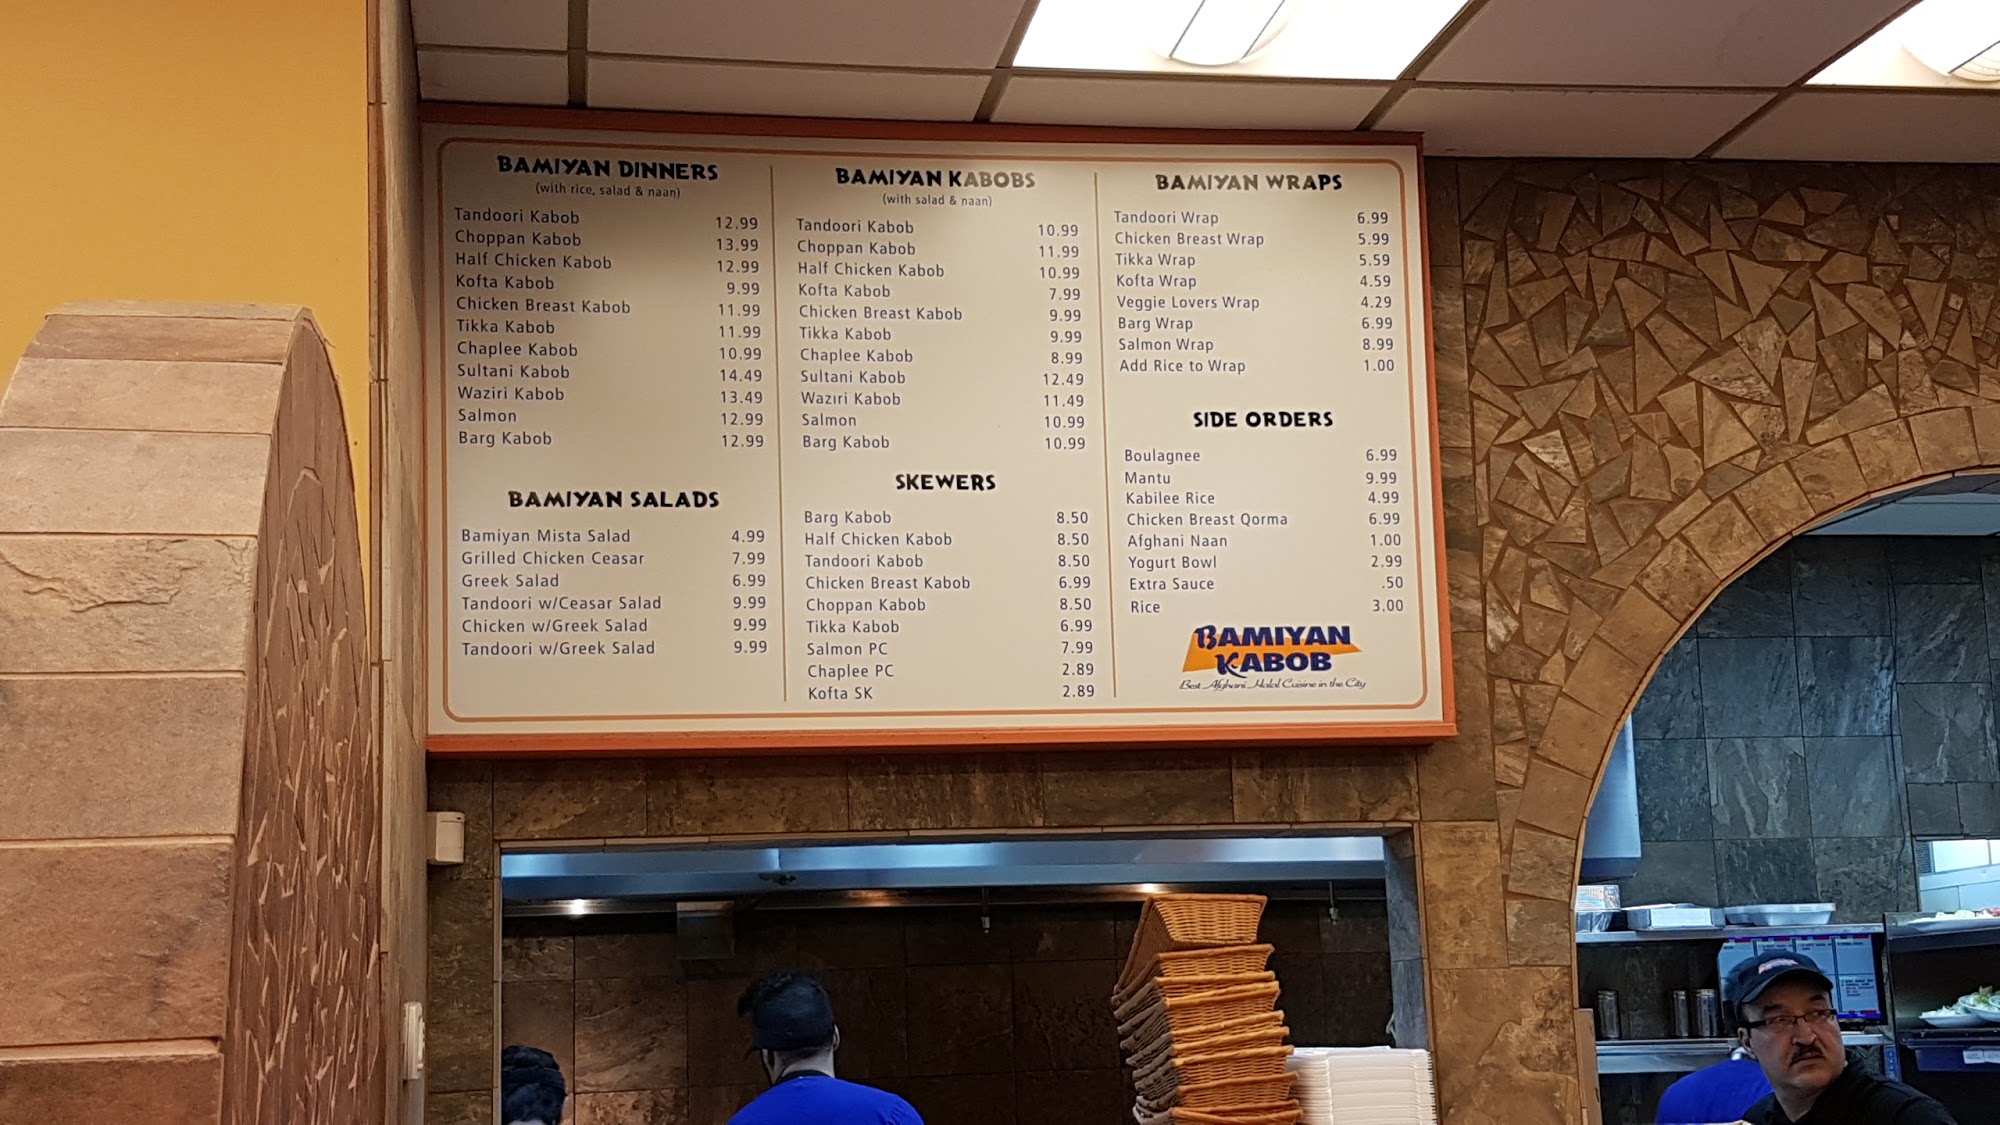 BAMIYAN DINNERS
(with rice, salad & naan)
Tandoori Kabob 12.99
Choppan Kabob 13.99
Half Chicken Kabob 12.99
Kofta Kabob 9.99
Chicken Breast Kabob 11.99
Tikka Kabob 11.99
Chaplee Kabob 10.99
Sultani Kabob 14.49
Waziri Kabob 13.49
Salmon 12.99
Barg Kabob 12.99
BAMIYAN SALADS
Bamiyan Mista Salad 4.99
Grilled Chicken Ceasar 7.99
Greek Salad 6.99
Tandoori w/Ceasar Salad 9.99
Chicken w/Greek Salad 9.99
Tandoori w/Greek Salad 9.99
BAMIYAN KABOBS
(with salad & naan)
Tandoori Kabob 10.99
Choppan Kabob 11.99
Half Chicken Kabob 10.99
Kofta Kabob 7.99
Chicken Breast Kabob 9.99
Tikka Kabob 9.99
Chaplee Kabob 8.99
Sultani Kabob 12.49
Waziri Kabob 11.49
Salmon 10.99
Barg Kabob 10.99
SKEWERS
Barg Kabob 8.50
Half Chicken Kabob 8.50
Tandoori Kabob 8.50
Chicken Breast Kabob 6.99
Choppan Kabob 8.50
Tikka Kabob 6.99
Salmon PC 7.99
Chaplee PC 2.89
Kofta SK 2.89
BAMIYAN WRAPS
Tandoori Wrap 6.99
Chicken Breast Wrap 5.99
Tikka Wrap 5.59
Kofta Wrap 4.59
Veggie Lovers Wrap 4.29
Barg Wrap 6.99
Salmon Wrap 8.99
Add Rice to Wrap 1.00
SIDE ORDERS
Boulagnee 6.99
Mantu 9.99
Kabilee Rice 4.99
Chicken Breast Qorma 6.99
Afghani Naan 1.00
Yogurt Bowl 2.99
Extra Sauce .50
Rice 3.00
BAMIYAN
KABOB
Best Afghani Halal Cuisine in the City